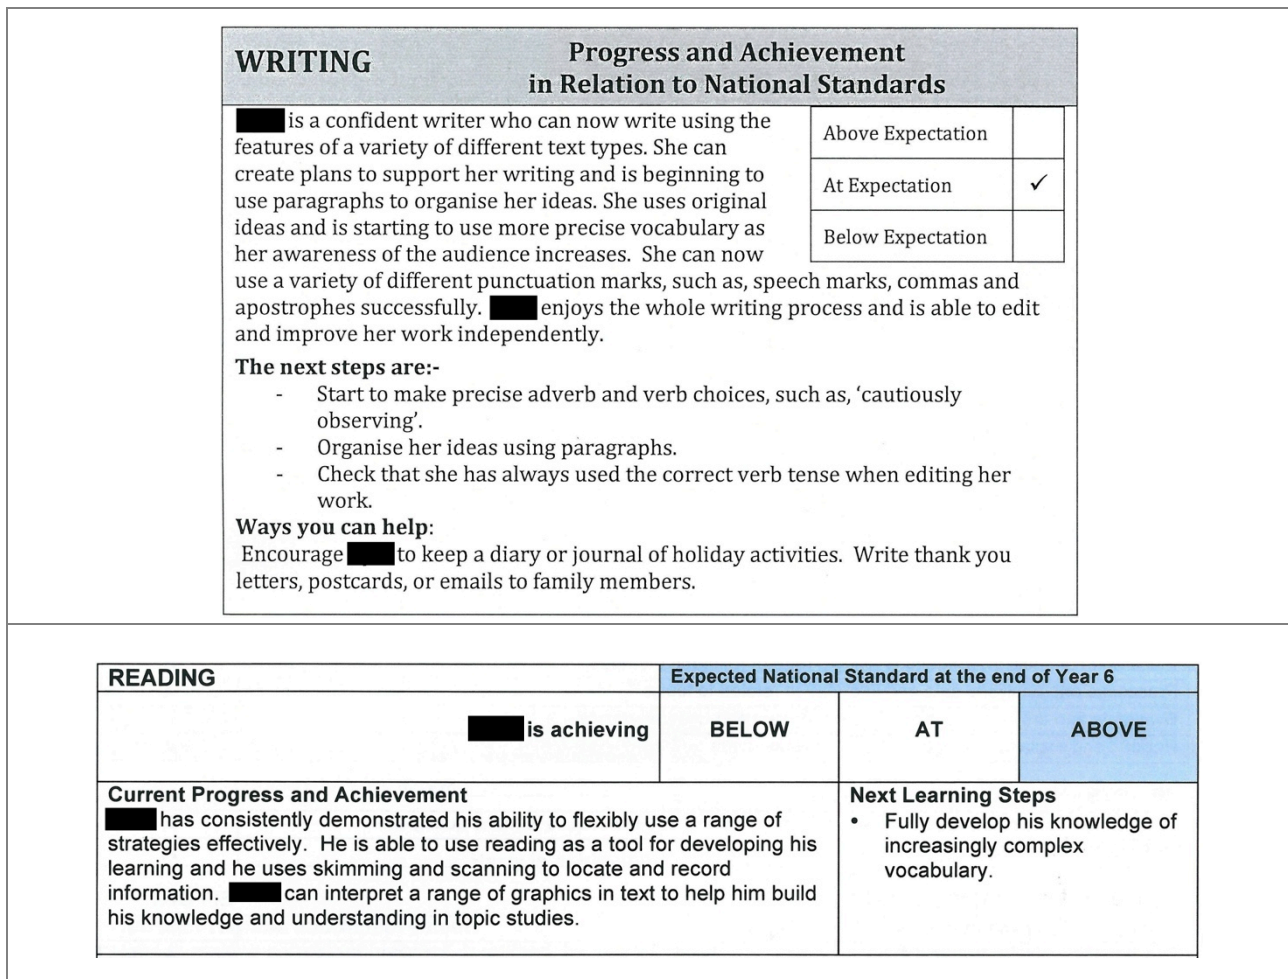 WRITING
Progress and Achievement
in Relation to National Standards
is a confident writer who can now write using the
features of a variety of different text types. She can
create plans to support her writing and is beginning to
use paragraphs to organise her ideas. She uses original
ideas and is starting to use more precise vocabulary as
her awareness of the audience increases. She can now
use a variety of different punctuation marks, such as, speech marks, commas and
apostrophes successfully. enjoys the whole writing process and is able to edit
and improve her work independently.
Above Expectation
At Expectation ✓
Below Expectation
The next steps are:-
- Start to make precise adverb and verb choices, such as, ‘cautiously
observing’.
- Organise her ideas using paragraphs.
- Check that she has always used the correct verb tense when editing her
work.
Ways you can help:
Encourage to keep a diary or journal of holiday activities. Write thank you
letters, postcards, or emails to family members.
READING
Expected National Standard at the end of Year 6
is achieving
BELOW
AT
ABOVE
Current Progress and Achievement
has consistently demonstrated his ability to flexibly use a range of
strategies effectively. He is able to use reading as a tool for developing his
learning and he uses skimming and scanning to locate and record
information. can interpret a range of graphics in text to help him build
his knowledge and understanding in topic studies.
Next Learning Steps
• Fully develop his knowledge of
increasingly complex
vocabulary.